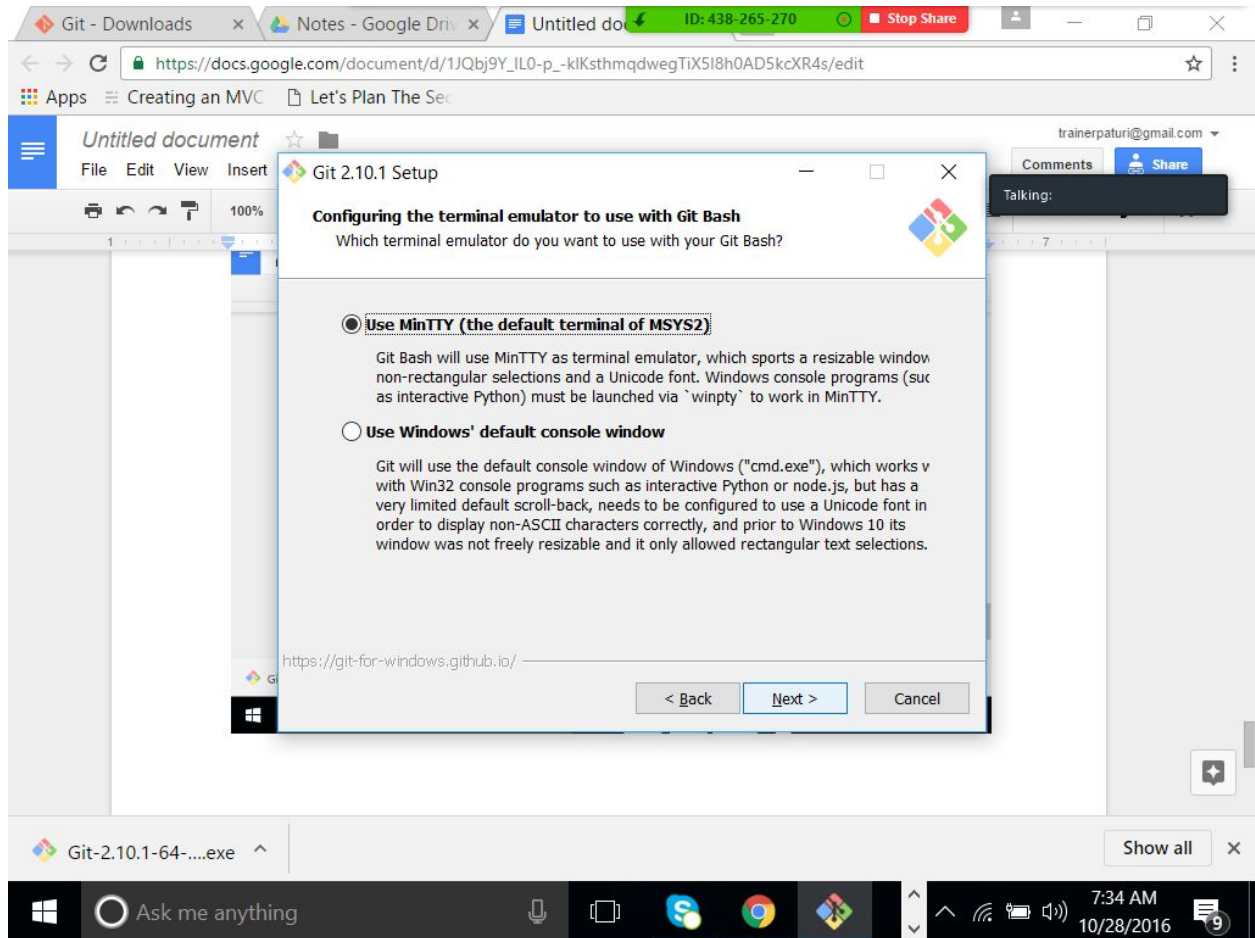 Git - Downloads
Notes - Google Driv
Untitled do
ID: 438-265-270
Stop Share
https://docs.google.com/document/d/1JQbj9Y_IL0-p_-klKsthmqdwegTiX5I8h0AD5kcXR4s/edit
Apps
Creating an MVC
Let's Plan The Sec
Untitled document
trainerpaturi@gmail.com
File Edit View Insert
Comments
Share
Talking:
100%
1
7
Git 2.10.1 Setup
Configuring the terminal emulator to use with Git Bash
Which terminal emulator do you want to use with your Git Bash?
Use MinTTY (the default terminal of MSYS2)
Git Bash will use MinTTY as terminal emulator, which sports a resizable window
non-rectangular selections and a Unicode font. Windows console programs (suc
as interactive Python) must be launched via `winpty` to work in MinTTY.
Use Windows' default console window
Git will use the default console window of Windows ("cmd.exe"), which works w
with Win32 console programs such as interactive Python or node.js, but has a
very limited default scroll-back, needs to be configured to use a Unicode font in
order to display non-ASCII characters correctly, and prior to Windows 10 its
window was not freely resizable and it only allowed rectangular text selections.
https://git-for-windows.github.io/
< Back
Next >
Cancel
Gi
Git-2.10.1-64-....exe
Show all
Ask me anything
7:34 AM
10/28/2016
9